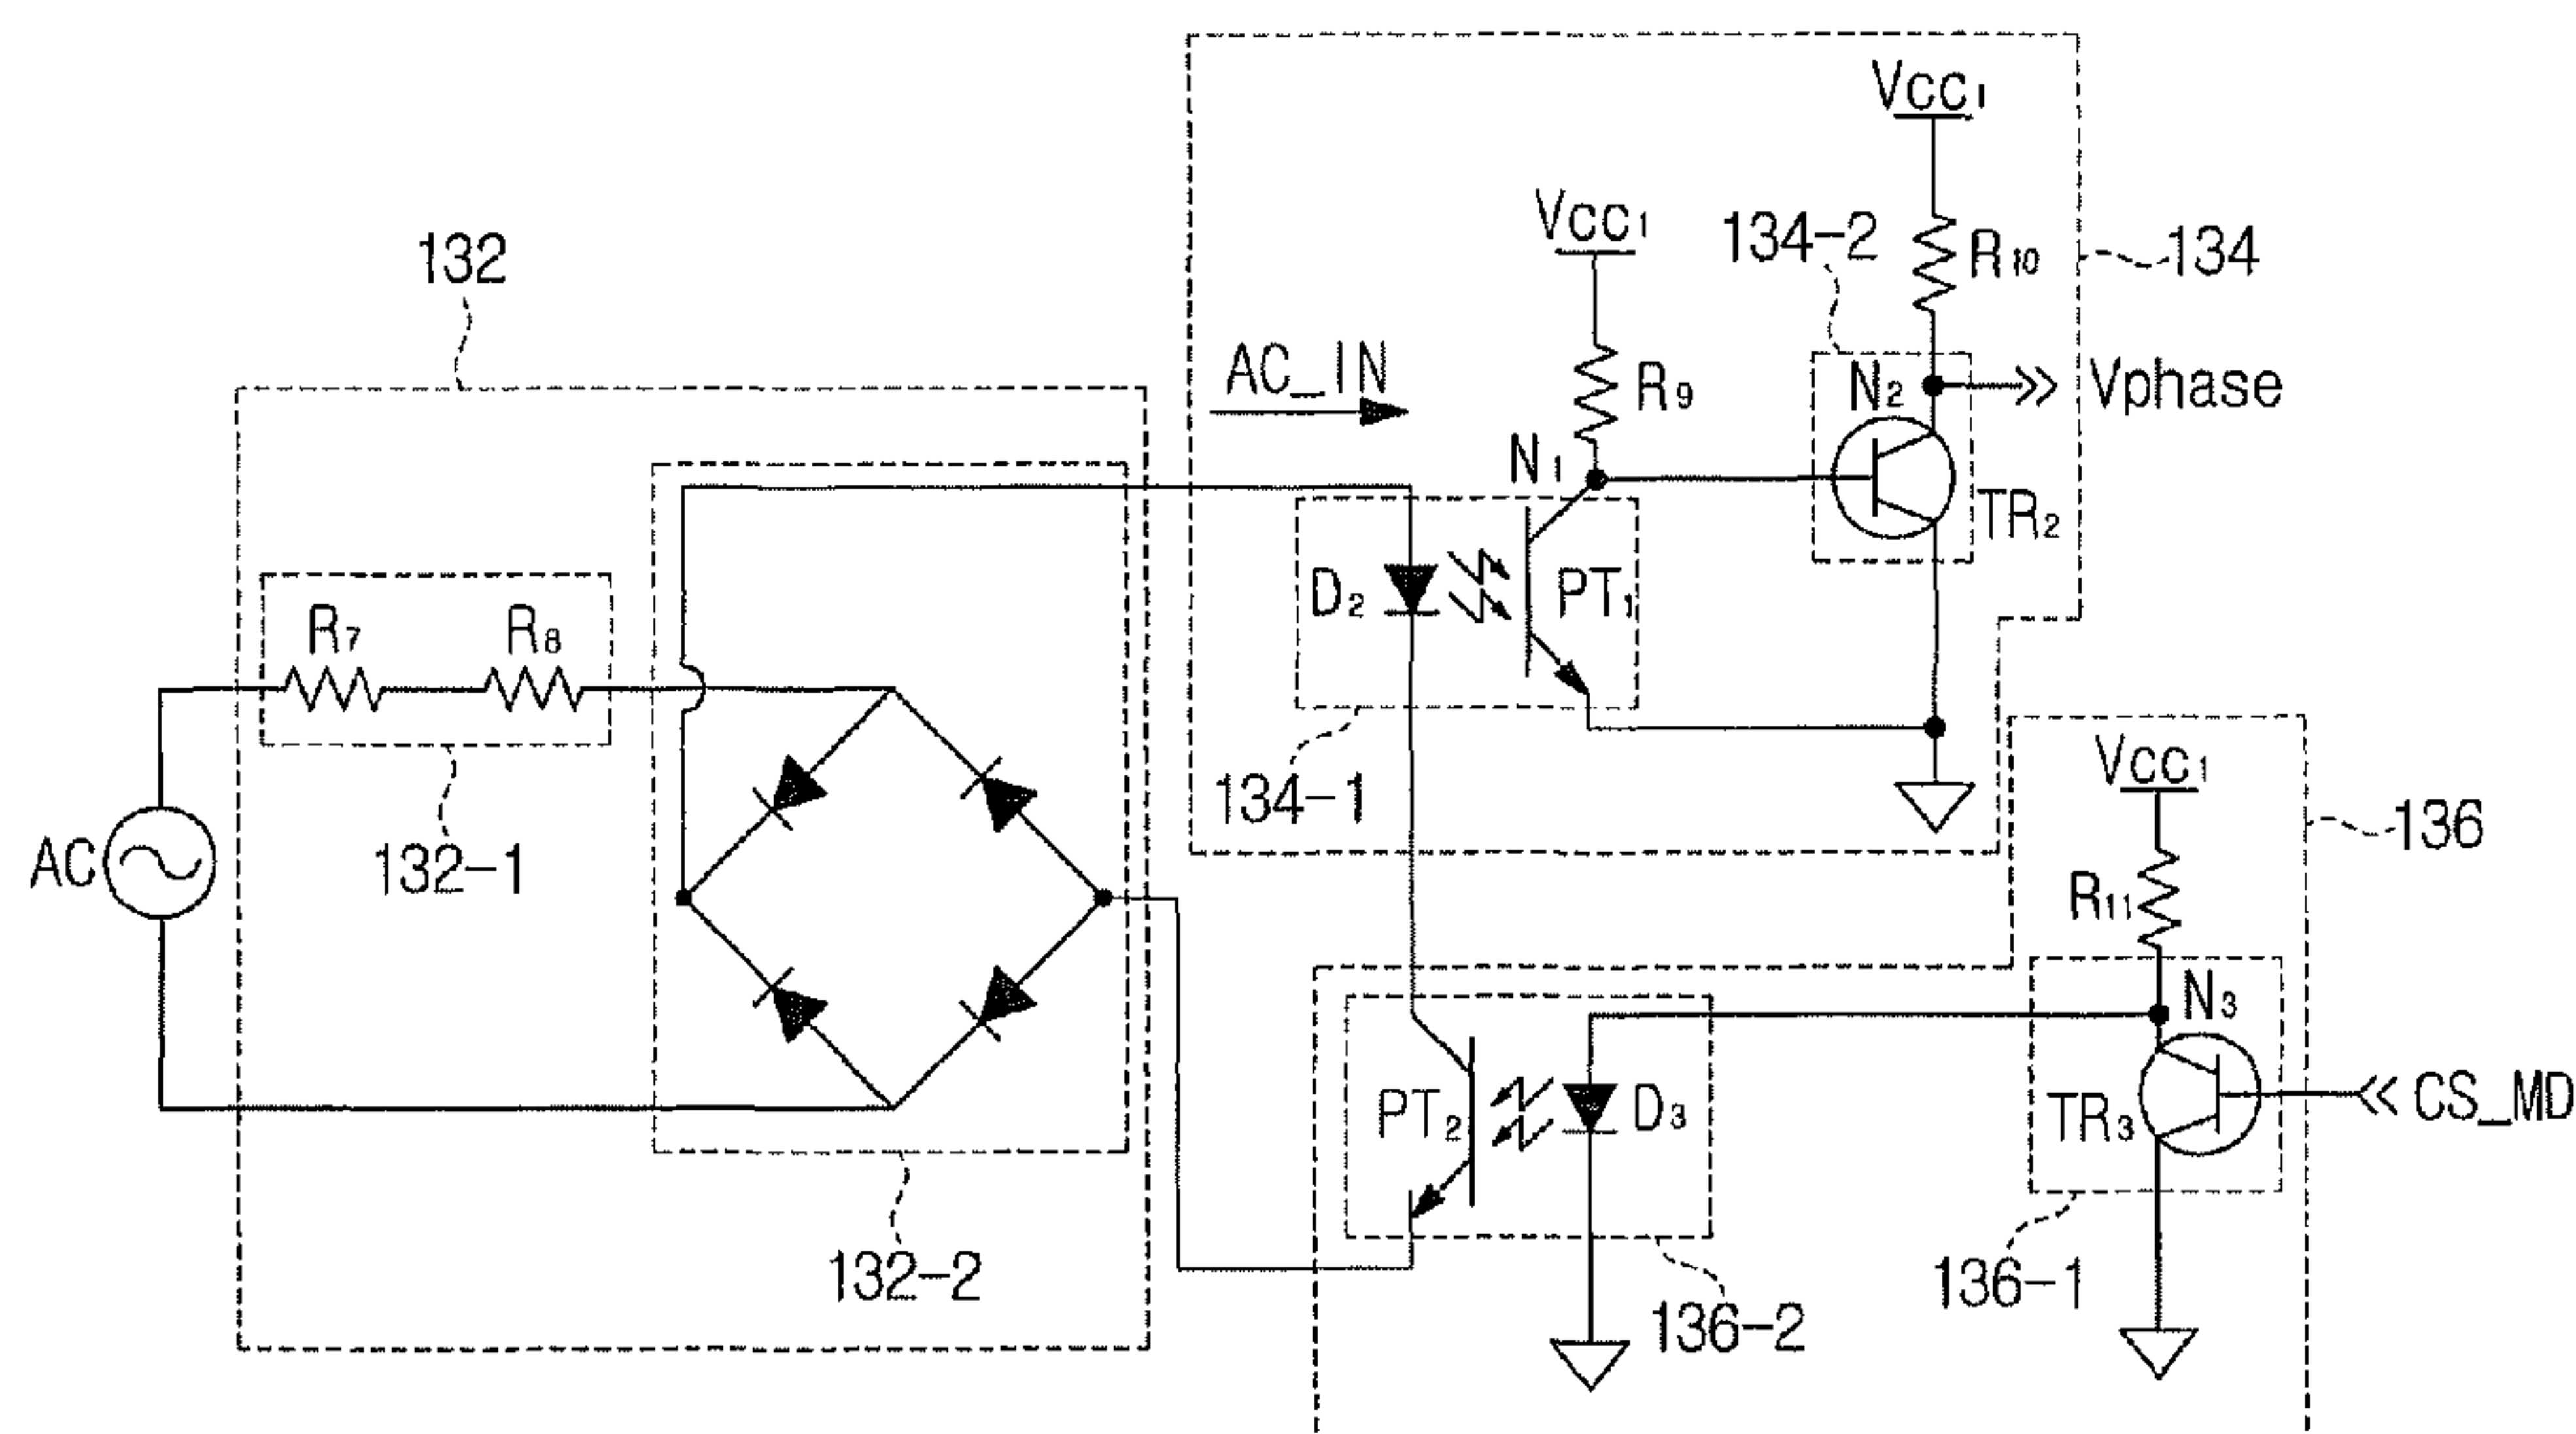 Vcc₁
Vcc₁
134-2
R₁₀
134
132
AC_IN
R₉
N₂
Vphase
N₁
TR₂
D₂
PT₁
R₇
R₈
134-1
Vcc₁
136
AC
132-1
R₁₁
N₃
PT₂
D₃
TR₃
CS_MD
132-2
136-2
136-1